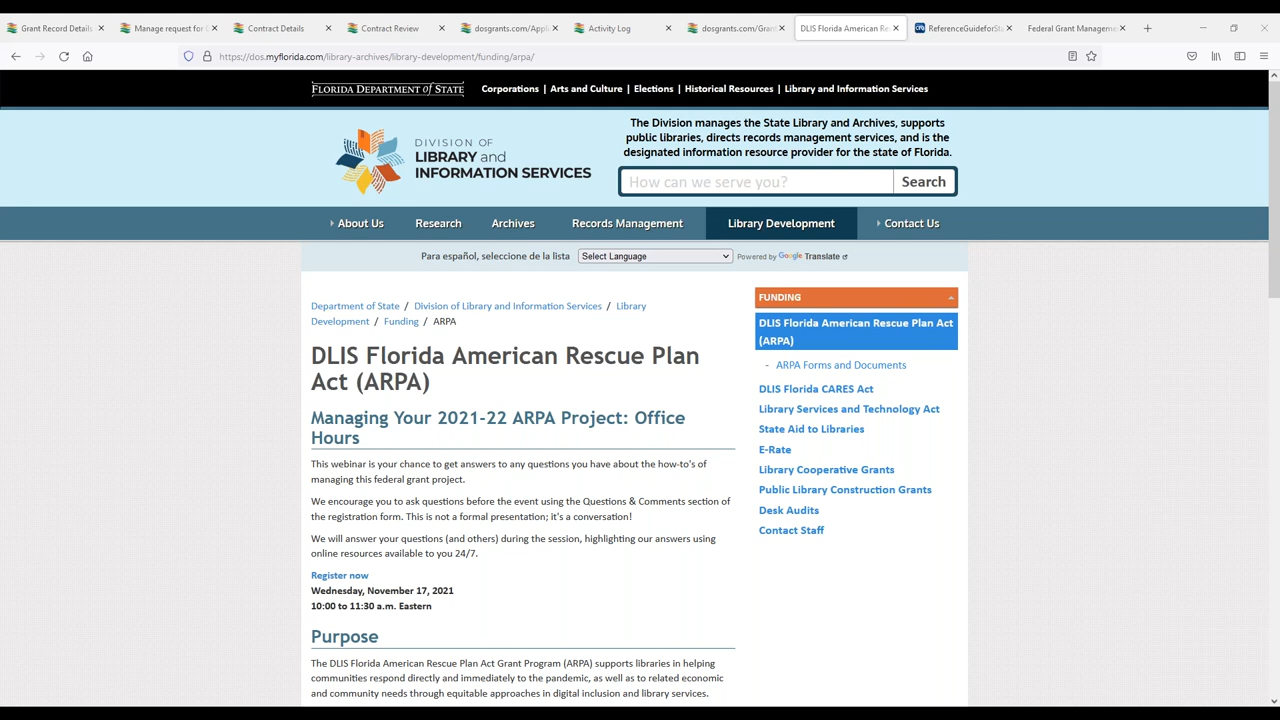 Grant Record Details
Manage request for
Contract Details
Contract Review
dosgrants.com/Appl
Activity Log
dosgrants.com/Gran
DLIS Florida American Re
ReferenceGuideforSta
Federal Grant Manageme
https://dos.myflorida.com/library-archives/library-development/funding/arpa/
FLORIDA DEPARTMENT of STATE
Corporations | Arts and Culture | Elections | Historical Resources | Library and Information Services
DIVISION OF
LIBRARY and
INFORMATION SERVICES
The Division manages the State Library and Archives, supports
public libraries, directs records management services, and is the
designated information resource provider for the state of Florida.
How can we serve you?
Search
About Us
Research
Archives
Records Management
Library Development
Contact Us
Para español, seleccione de la lista
Select Language
Powered by Google Translate
Department of State / Division of Library and Information Services / Library
Development / Funding / ARPA
DLIS Florida American Rescue Plan
Act (ARPA)
Managing Your 2021-22 ARPA Project: Office
Hours
This webinar is your chance to get answers to any questions you have about the how-to's of
managing this federal grant project.
We encourage you to ask questions before the event using the Questions & Comments section of
the registration form. This is not a formal presentation; it's a conversation!
We will answer your questions (and others) during the session, highlighting our answers using
online resources available to you 24/7.
Register now
Wednesday, November 17, 2021
10:00 to 11:30 a.m. Eastern
Purpose
The DLIS Florida American Rescue Plan Act Grant Program (ARPA) supports libraries in helping
communities respond directly and immediately to the pandemic, as well as to related economic
and community needs through equitable approaches in digital inclusion and library services.
FUNDING
DLIS Florida American Rescue Plan Act
(ARPA)
- ARPA Forms and Documents
DLIS Florida CARES Act
Library Services and Technology Act
State Aid to Libraries
E-Rate
Library Cooperative Grants
Public Library Construction Grants
Desk Audits
Contact Staff